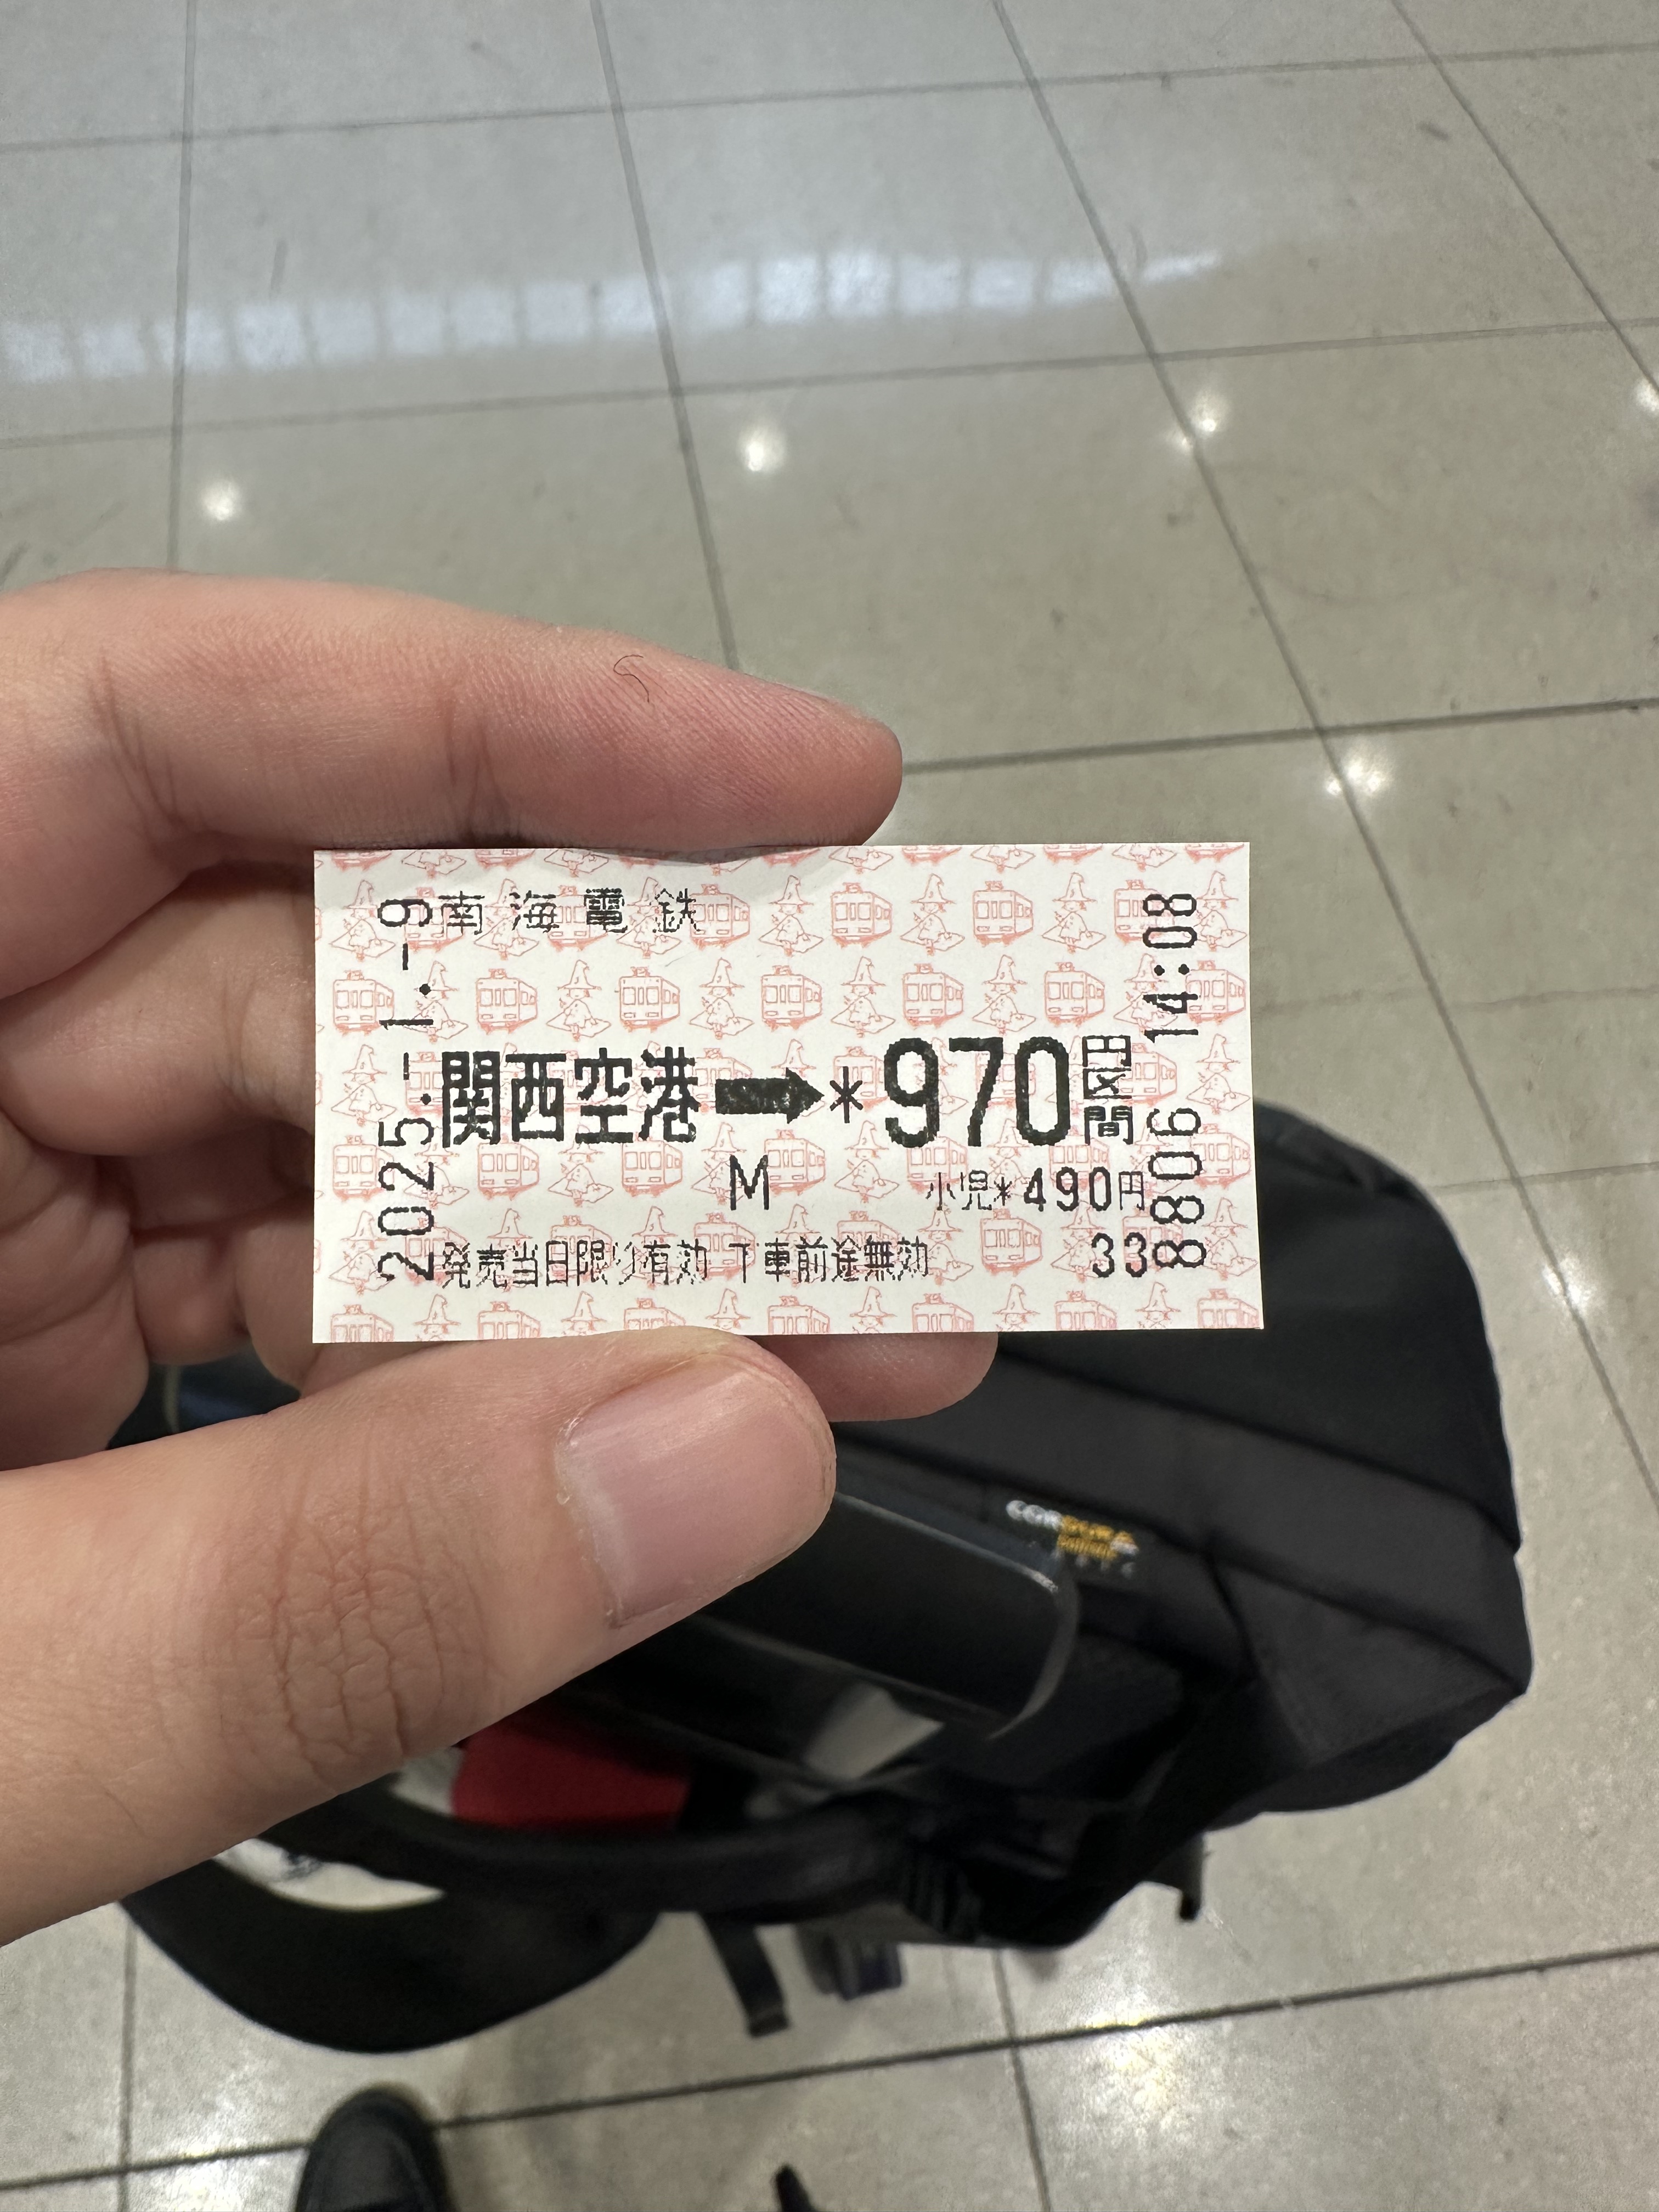 南海電鉄
関西空港➡*970円区間
M 小児*490円
発売当日限り有効 下車前途無効 33
2025.-1.-9
8806 14:08
CORDURA